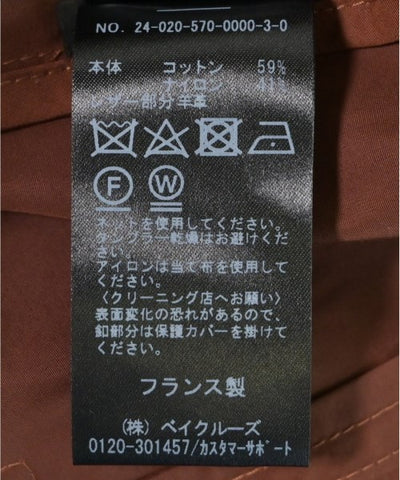 NO. 24-020-570-0000-3-0
本体 コットン 59%
ナイロン 41%
レザー部分羊革
F W
ネットを使用してください。
タンブラー乾燥はお避けくだ
さい。
アイロンは当て布を使用して
ください。
〈クリーニング店へお願い〉
表面変化の恐れがあるので、
釦部分は保護カバーを掛けて
ください。
フランス製
(株) ベイクルーズ
0120-301457/カスタマーサポート